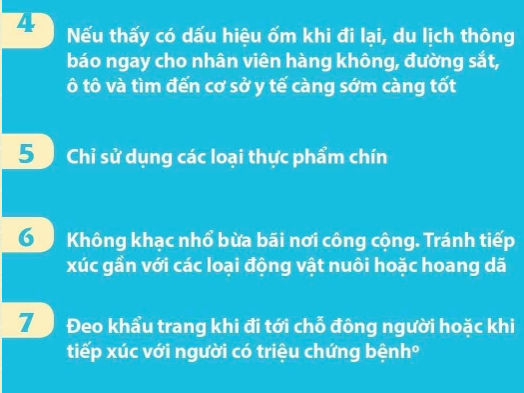 4
Nếu thấy có dấu hiệu ốm khi đi lại, du lịch thông
báo ngay cho nhân viên hàng không, đường sắt,
ô tô và tìm đến cơ sở y tế càng sớm càng tốt
5
Chỉ sử dụng các loại thực phẩm chín
6
Không khạc nhổ bừa bãi nơi công cộng. Tránh tiếp
xúc gần với các loại động vật nuôi hoặc hoang dã
7
Đeo khẩu trang khi đi tới chỗ đông người hoặc khi
tiếp xúc với người có triệu chứng bệnhº